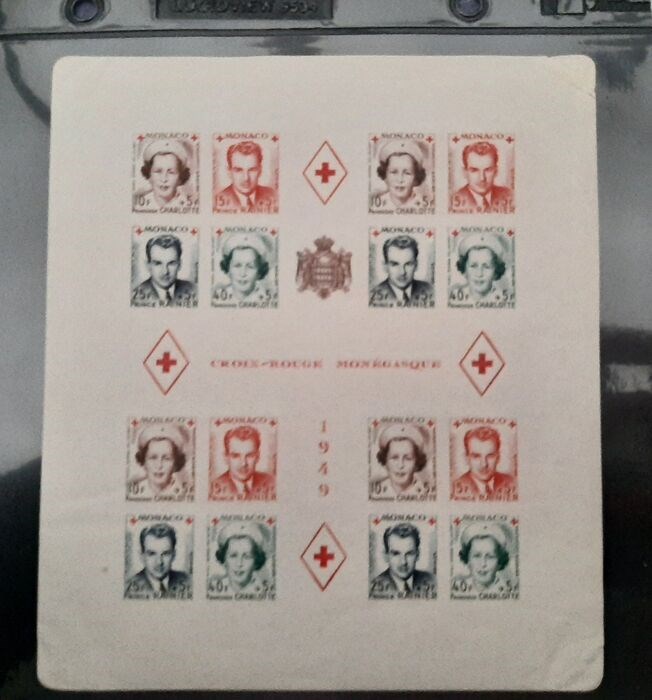 LIGHTHOUSE
MONACO MONACO MONACO MONACO
10F +5F 15F +5F 10F +5F 15F +5F
PRINCESSE CHARLOTTE PRINCE RAINIER PRINCESSE CHARLOTTE PRINCE RAINIER
MONACO MONACO MONACO MONACO
25F +5F 40F +5F 25F +5F 40F +5F
PRINCE RAINIER PRINCESSE CHARLOTTE PRINCE RAINIER PRINCESSE CHARLOTTE
CROIX-ROUGE MONÉGASQUE
1
9
4
9
MONACO MONACO MONACO MONACO
10F +5F 15F +5F 10F +5F 15F +5F
PRINCESSE CHARLOTTE PRINCE RAINIER PRINCESSE CHARLOTTE PRINCE RAINIER
MONACO MONACO MONACO MONACO
25F +5F 40F +5F 25F +5F 40F +5F
PRINCE RAINIER PRINCESSE CHARLOTTE PRINCE RAINIER PRINCESSE CHARLOTTE